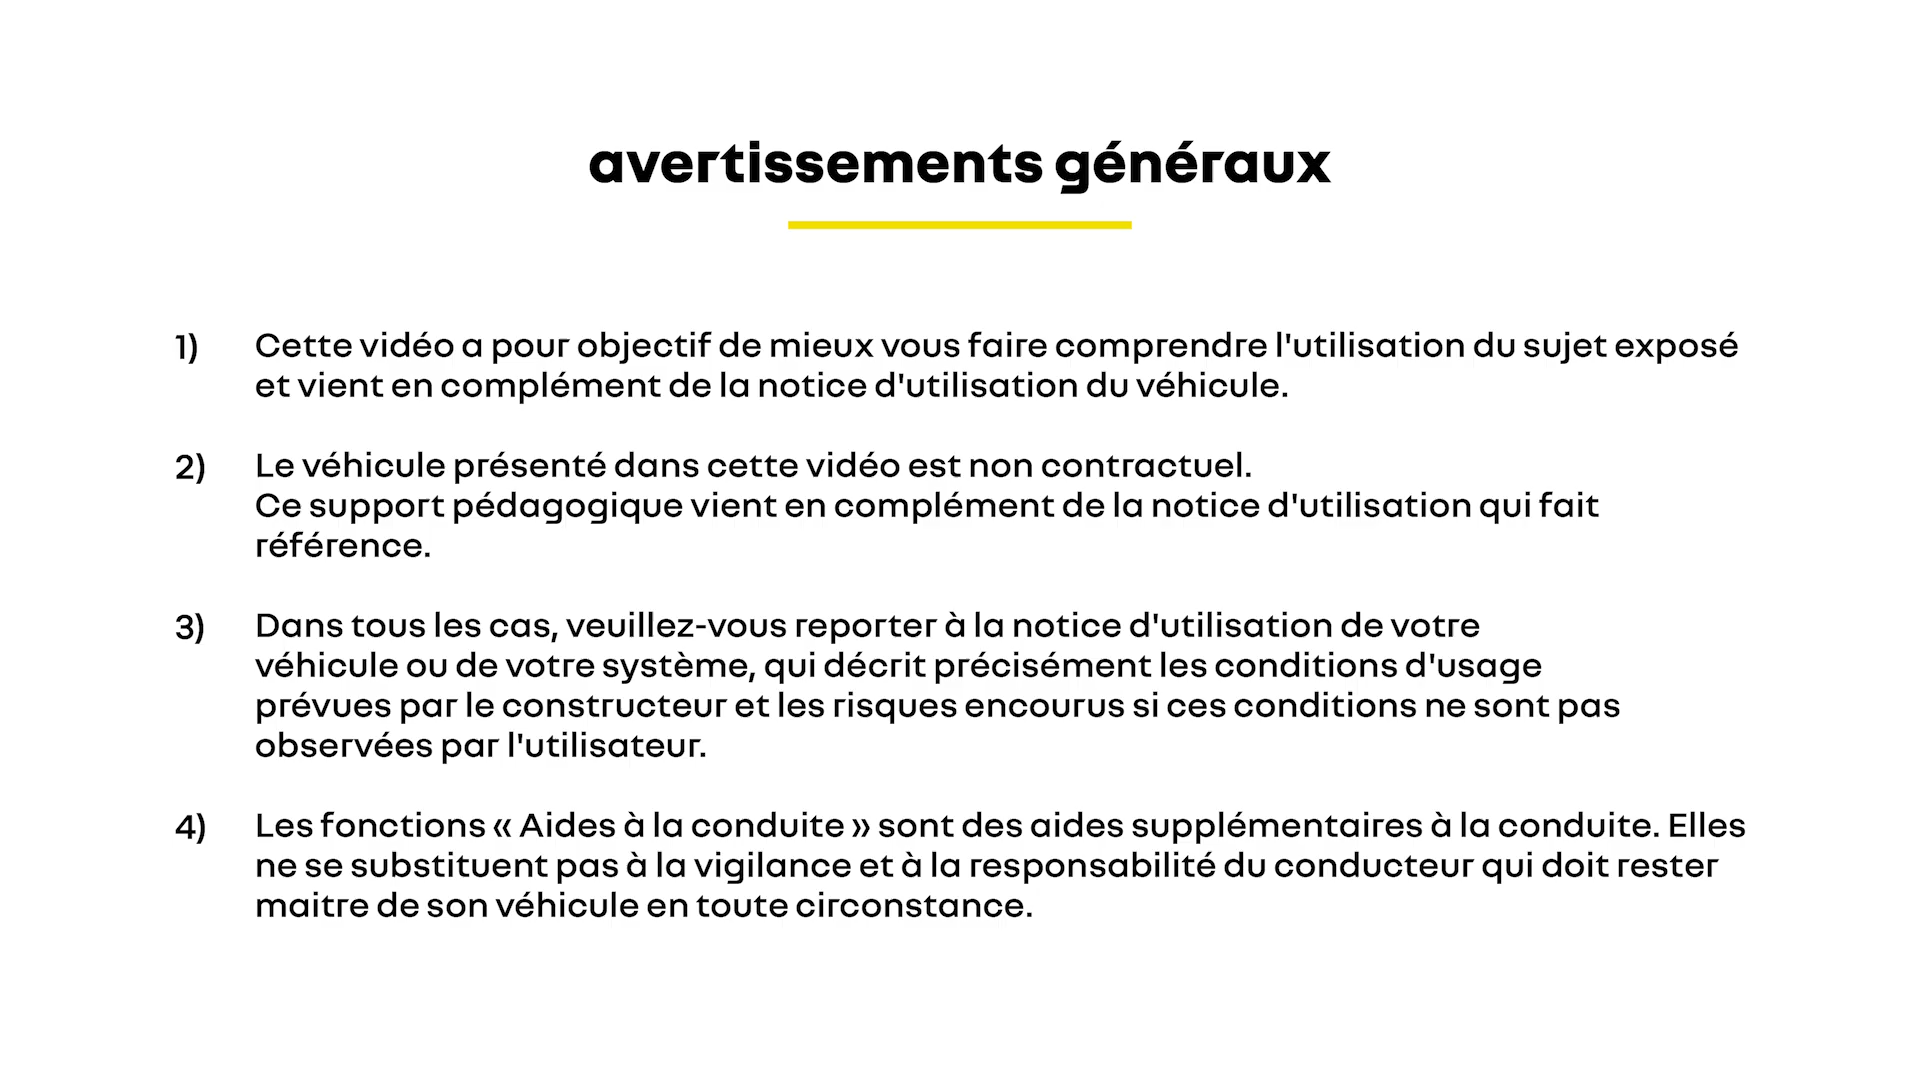 avertissements généraux
1) Cette vidéo a pour objectif de mieux vous faire comprendre l'utilisation du sujet exposé
et vient en complément de la notice d'utilisation du véhicule.
2) Le véhicule présenté dans cette vidéo est non contractuel.
Ce support pédagogique vient en complément de la notice d'utilisation qui fait
référence.
3) Dans tous les cas, veuillez-vous reporter à la notice d'utilisation de votre
véhicule ou de votre système, qui décrit précisément les conditions d'usage
prévues par le constructeur et les risques encourus si ces conditions ne sont pas
observées par l'utilisateur.
4) Les fonctions « Aides à la conduite » sont des aides supplémentaires à la conduite. Elles
ne se substituent pas à la vigilance et à la responsabilité du conducteur qui doit rester
maitre de son véhicule en toute circonstance.